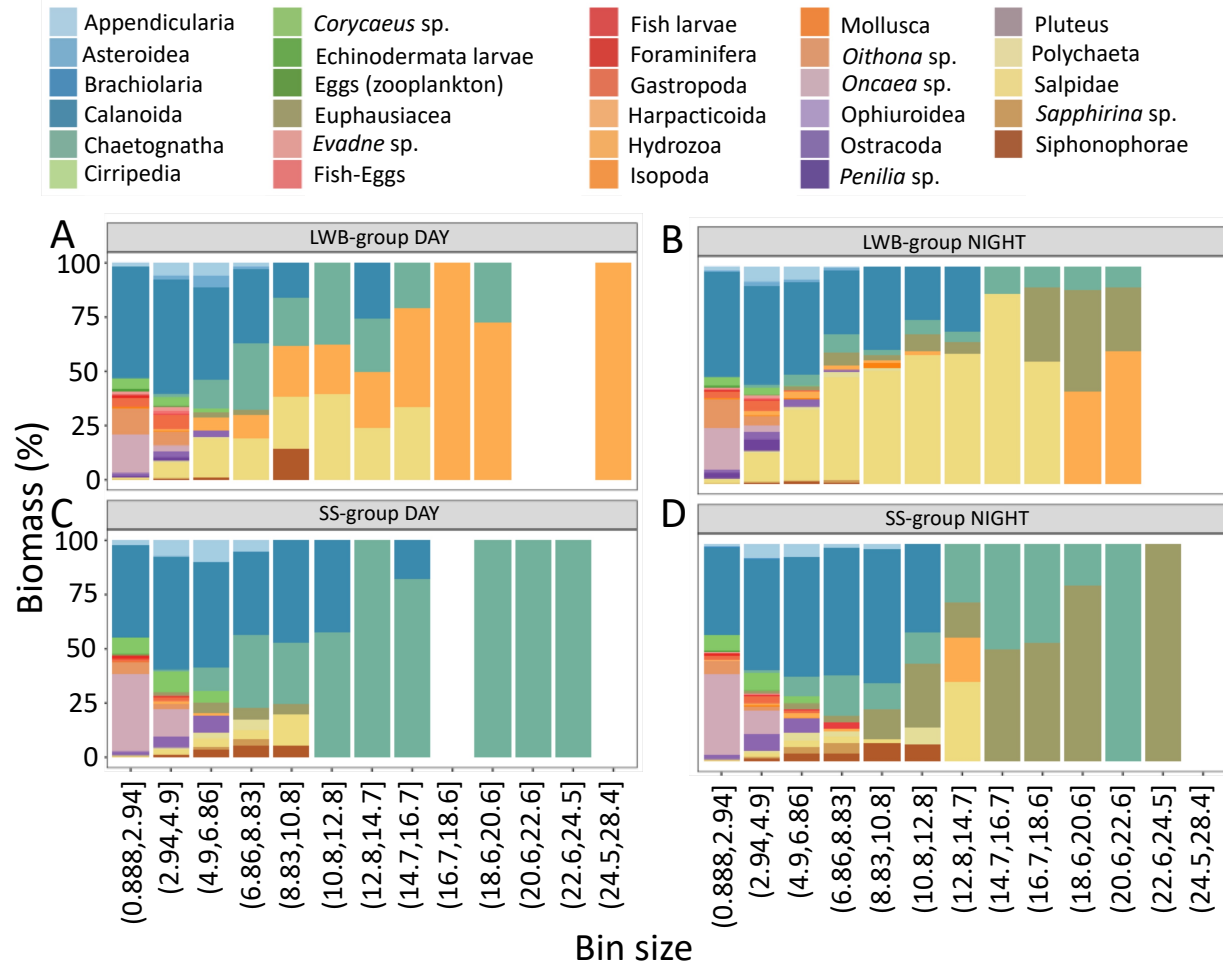 Appendicularia
Asteroidea
Brachiolaria
Calanoida
Chaetognatha
Cirripedia
Corycaeus sp.
Echinodermata larvae
Eggs (zooplankton)
Euphausiacea
Evadne sp.
Fish-Eggs
Fish larvae
Foraminifera
Gastropoda
Harpacticoida
Hydrozoa
Isopoda
Mollusca
Oithona sp.
Oncaea sp.
Ophiuroidea
Ostracoda
Penilia sp.
Pluteus
Polychaeta
Salpidae
Sapphirina sp.
Siphonophorae
A
LWB-group DAY
B
LWB-group NIGHT
100
75
50
25
0
C
SS-group DAY
D
SS-group NIGHT
100
75
50
25
0
Biomass (%)
(0.888,2.94]
(2.94,4.9]
(4.9,6.86]
(6.86,8.83]
(8.83,10.8]
(10.8,12.8]
(12.8,14.7]
(14.7,16.7]
(16.7,18.6]
(18.6,20.6]
(20.6,22.6]
(22.6,24.5]
(24.5,28.4]
(0.888,2.94]
(2.94,4.9]
(4.9,6.86]
(6.86,8.83]
(8.83,10.8]
(10.8,12.8]
(12.8,14.7]
(14.7,16.7]
(16.7,18.6]
(18.6,20.6]
(20.6,22.6]
(22.6,24.5]
(24.5,28.4]
Bin size